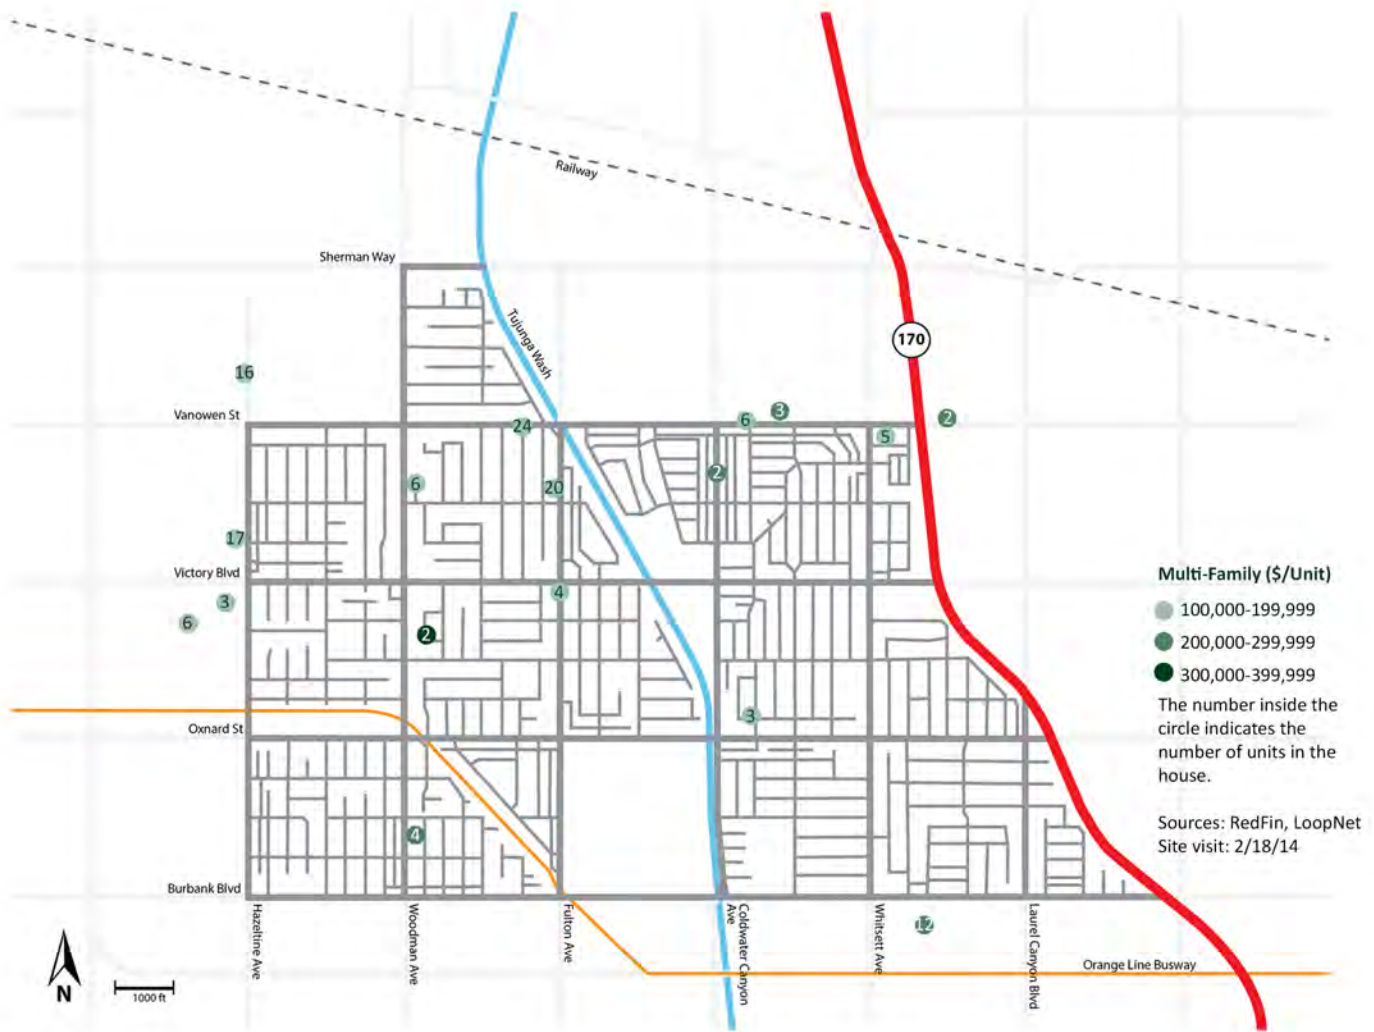 Railway
Sherman Way
Tujunga Wash
170
16
Vanowen St
24
6
3
2
5
6
20
2
17
Victory Blvd
3
6
4
2
Multi-Family ($/Unit)
100,000-199,999
200,000-299,999
300,000-399,999
The number inside the
circle indicates the
number of units in the
house.
Sources: RedFin, LoopNet
Site visit: 2/18/14
3
Oxnard St
4
Burbank Blvd
Hazeltine Ave
Woodman Ave
Fulton Ave
Coldwater Canyon
Ave
Whitsett Ave
12
Laurel Canyon Blvd
Orange Line Busway
N
1000 ft